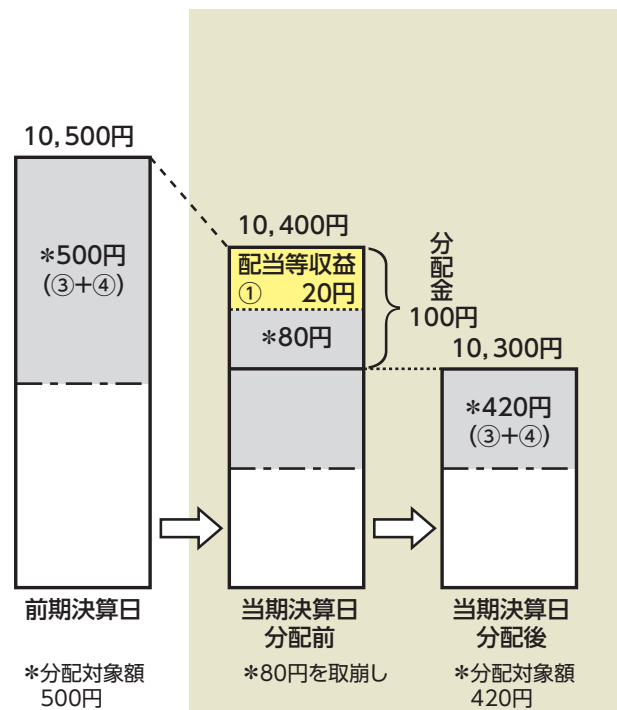 10,500円
＊500円
(③＋④)
10,400円
配当等収益
① 20円
＊80円
分配金
100円
10,300円
＊420円
(③＋④)
前期決算日
当期決算日
分配前
当期決算日
分配後
＊分配対象額
500円
＊80円を取崩し
＊分配対象額
420円